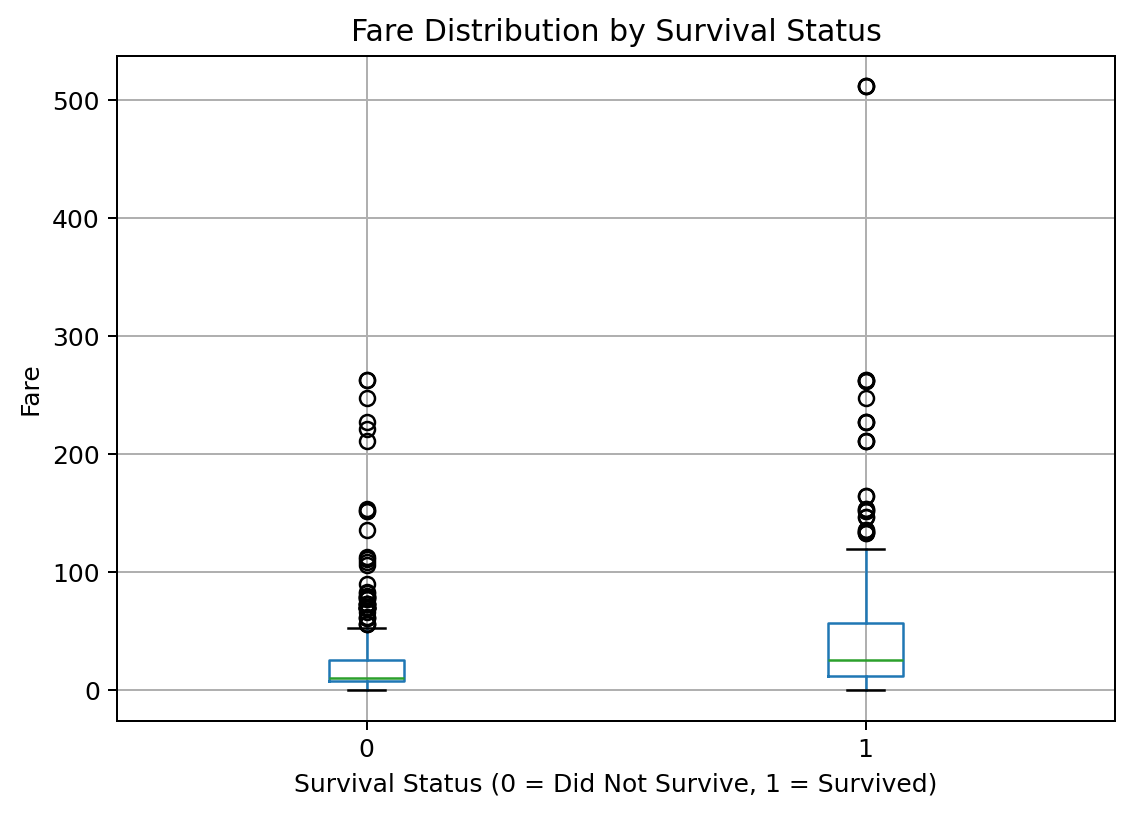 Fare Distribution by Survival Status
500
400
300
200
100
0
Fare
0 1
Survival Status (0 = Did Not Survive, 1 = Survived)